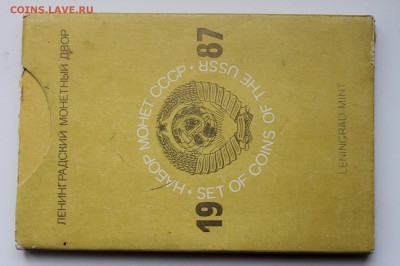 COINS.LAVE.RU
ЛЕНИНГРАДСКИЙ МОНЕТНЫЙ ДВОР
НАБОР МОНЕТ СССР • SET OF COINS OF THE USSR •
19 87
LENINGRAD MINT